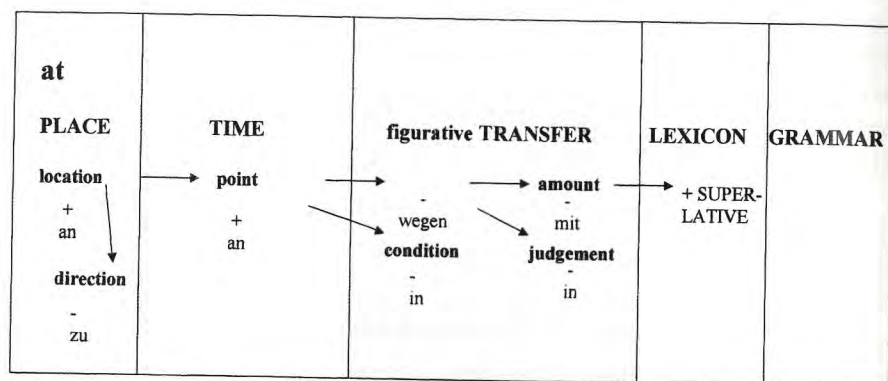 at
PLACE TIME figurative TRANSFER LEXICON GRAMMAR
location point amount + SUPER-
LATIVE
+ + - -
an an wegen mit
condition judgement
direction - -
in in
-
zu